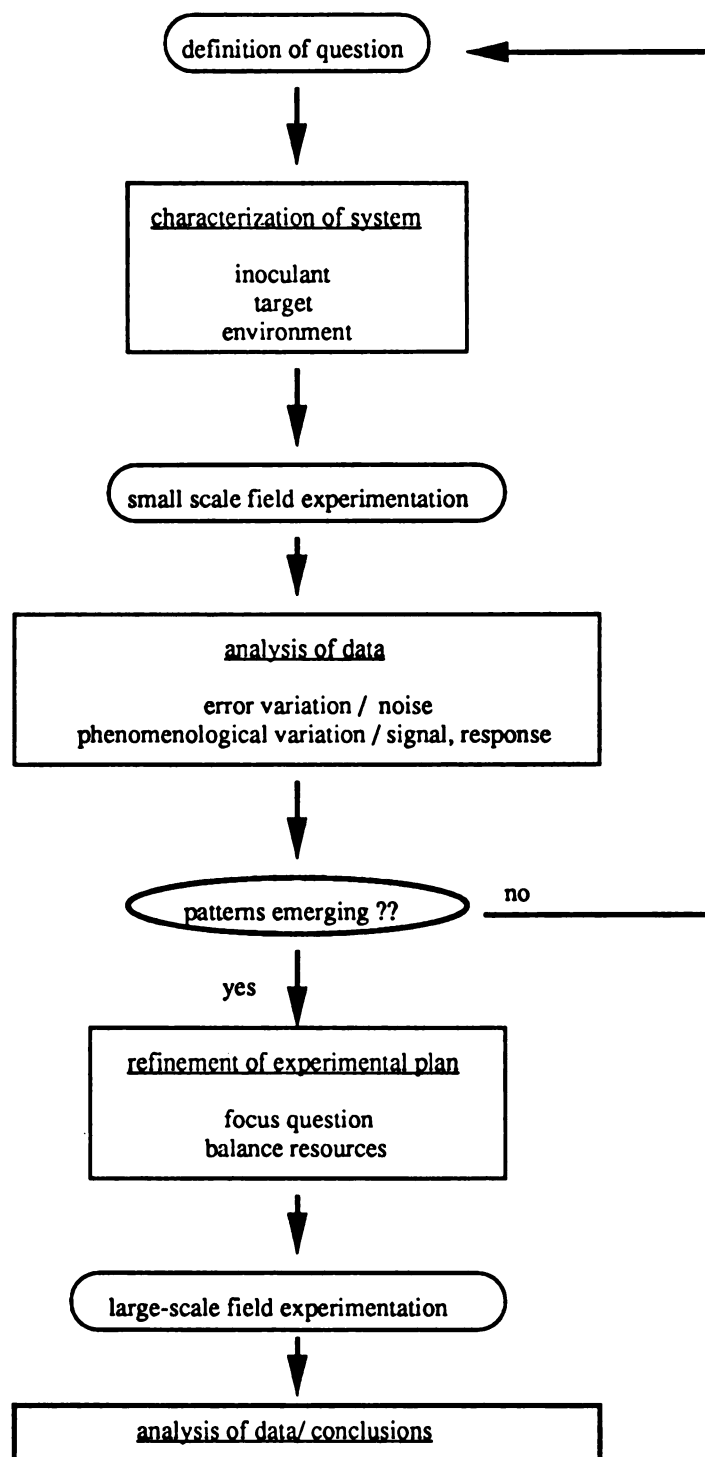 definition of question
characterization of system
inoculant
target
environment
small scale field experimentation
analysis of data
error variation / noise
phenomenological variation / signal, response
patterns emerging ??
no
yes
refinement of experimental plan
focus question
balance resources
large-scale field experimentation
analysis of data/ conclusions